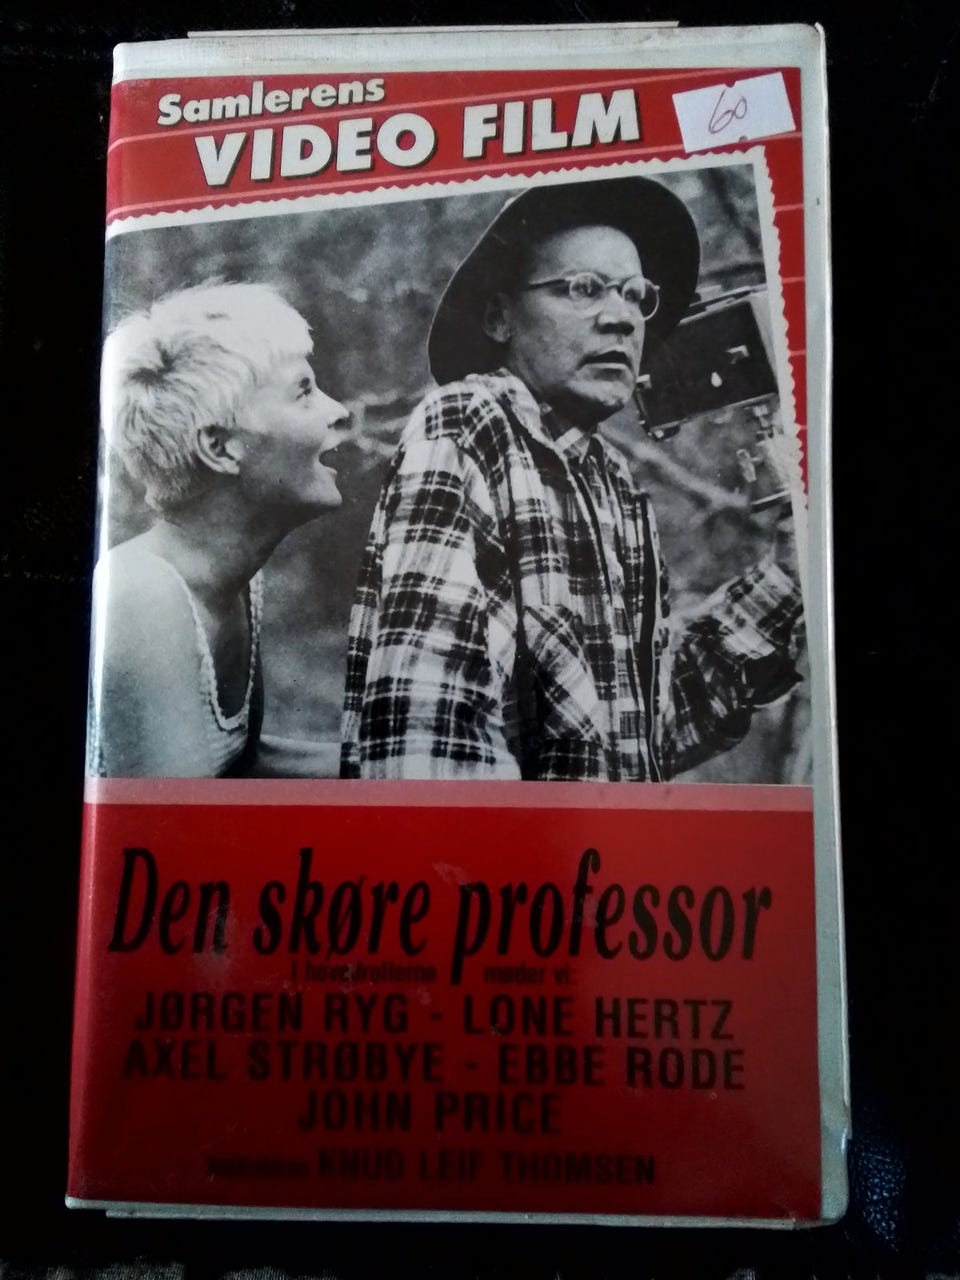 Samlerens
VIDEO FILM
60
Den skøre professor
I hovedrollerne møder vi:
JØRGEN RYG - LONE HERTZ
AXEL STRØBYE - EBBE RODE
JOHN PRICE
KNUD LEIF THOMSEN